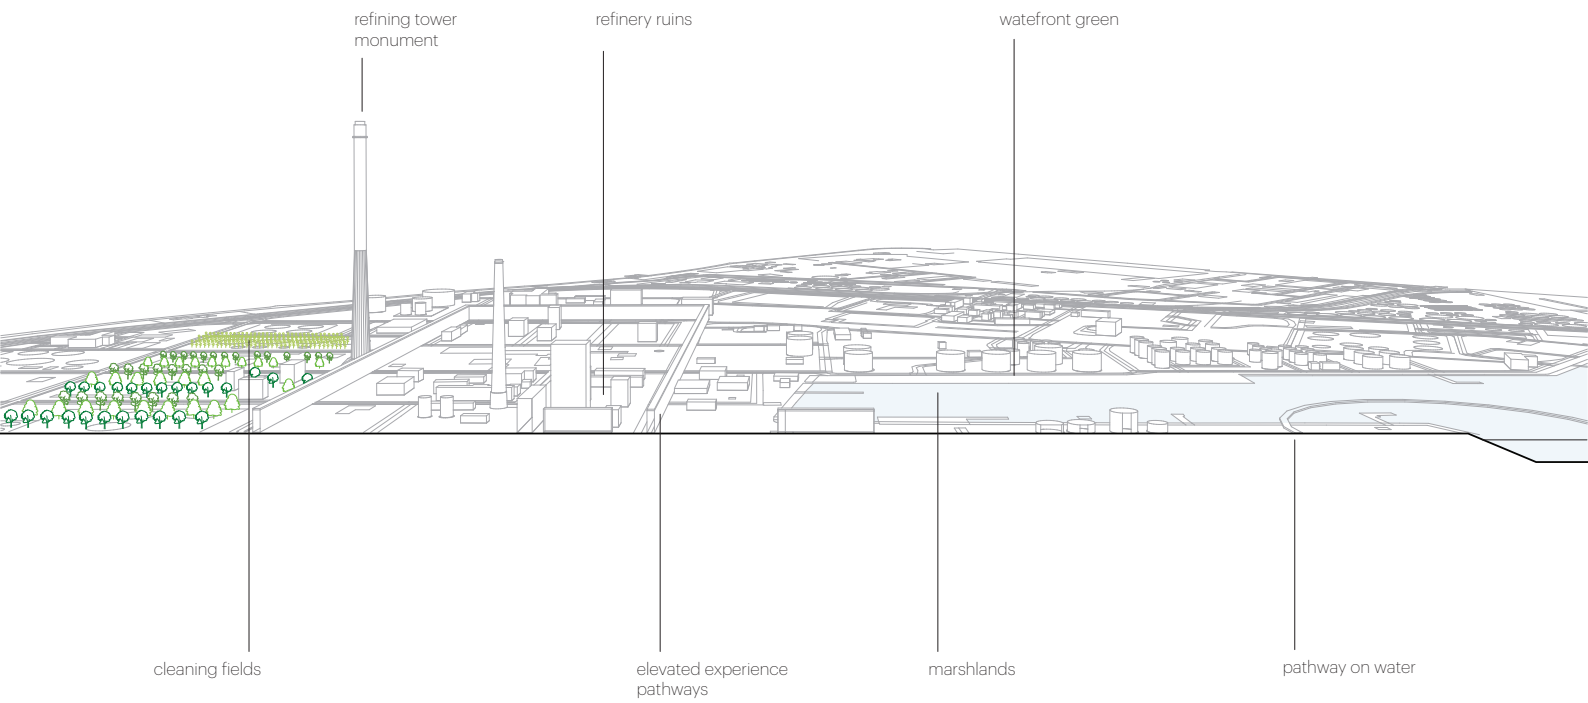 refining tower
monument
refinery ruins
watefront green
cleaning fields
elevated experience
pathways
marshlands
pathway on water